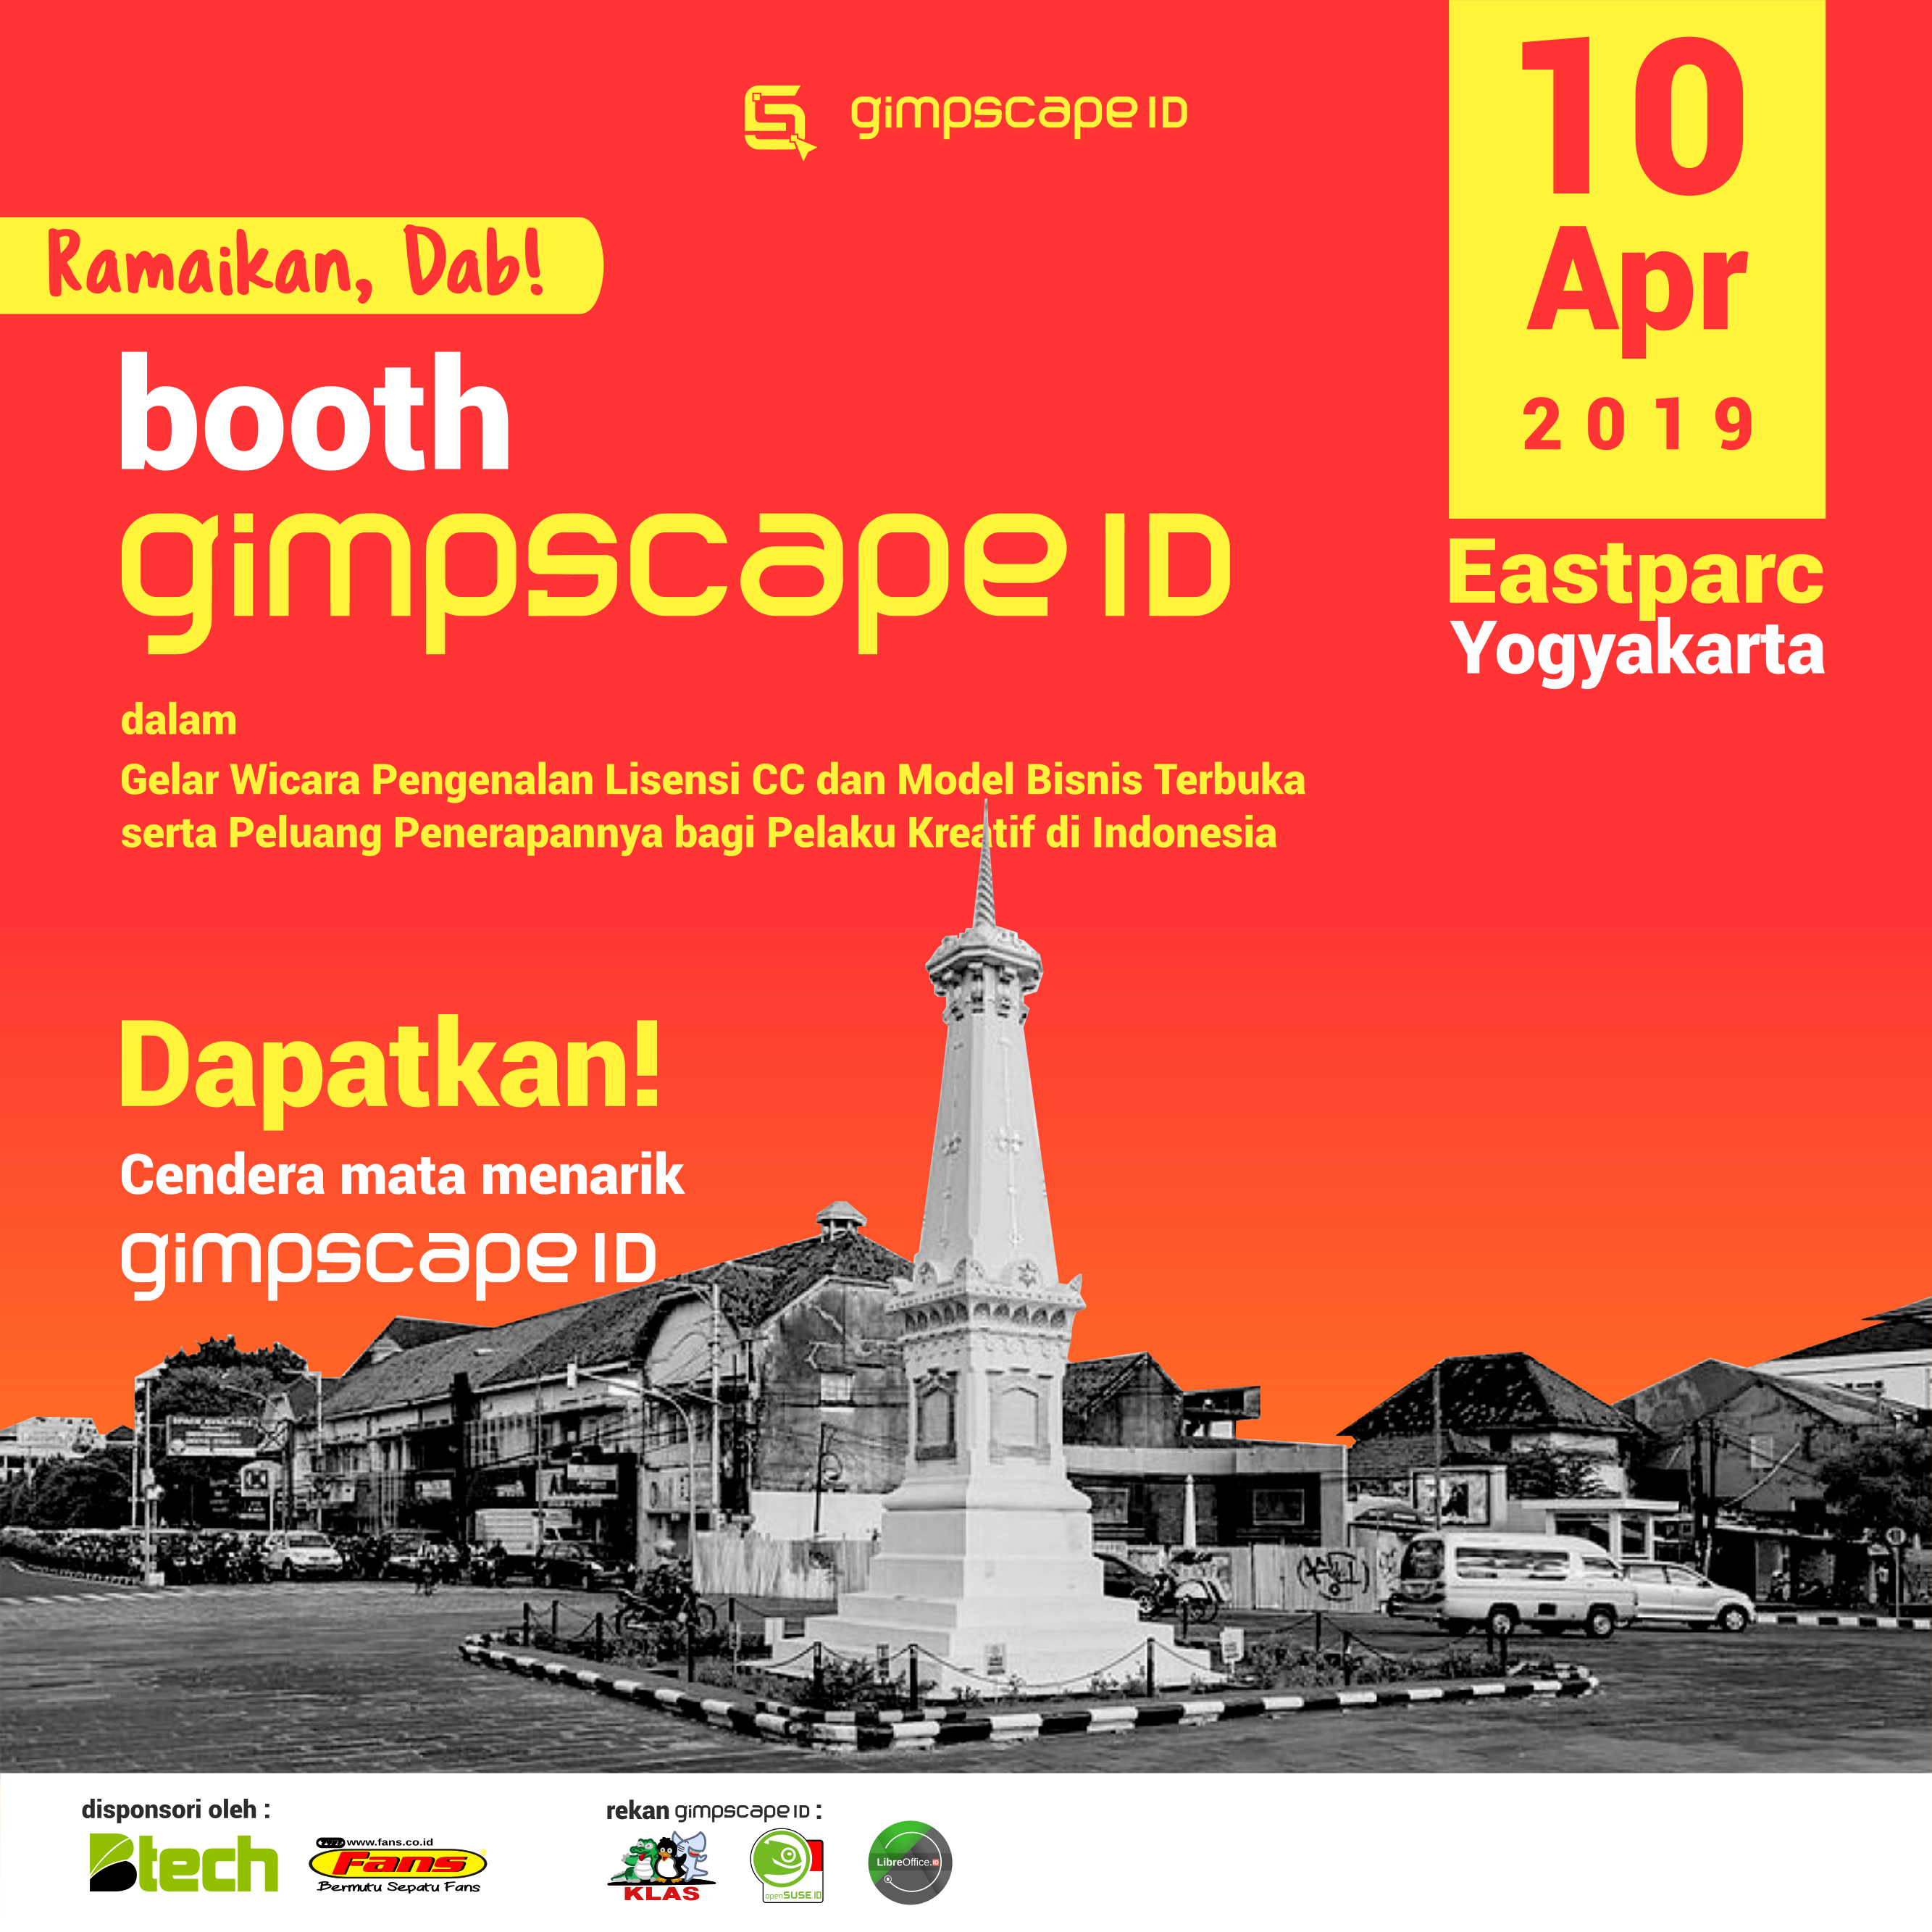 gimpscape ID
10
Apr
2019
Eastparc
Yogyakarta
Ramaikan, Dab!
booth
gimpscape ID
dalam
Gelar Wicara Pengenalan Lisensi CC dan Model Bisnis Terbuka
serta Peluang Penerapannya bagi Pelaku Kreatif di Indonesia
Dapatkan!
Cendera mata menarik
gimpscape ID
disponsori oleh :
Btech
www.fans.co.id
Fans
Bermutu Sepatu Fans
rekan gimpscape ID :
KLAS
openSUSE ID
LibreOffice.ID